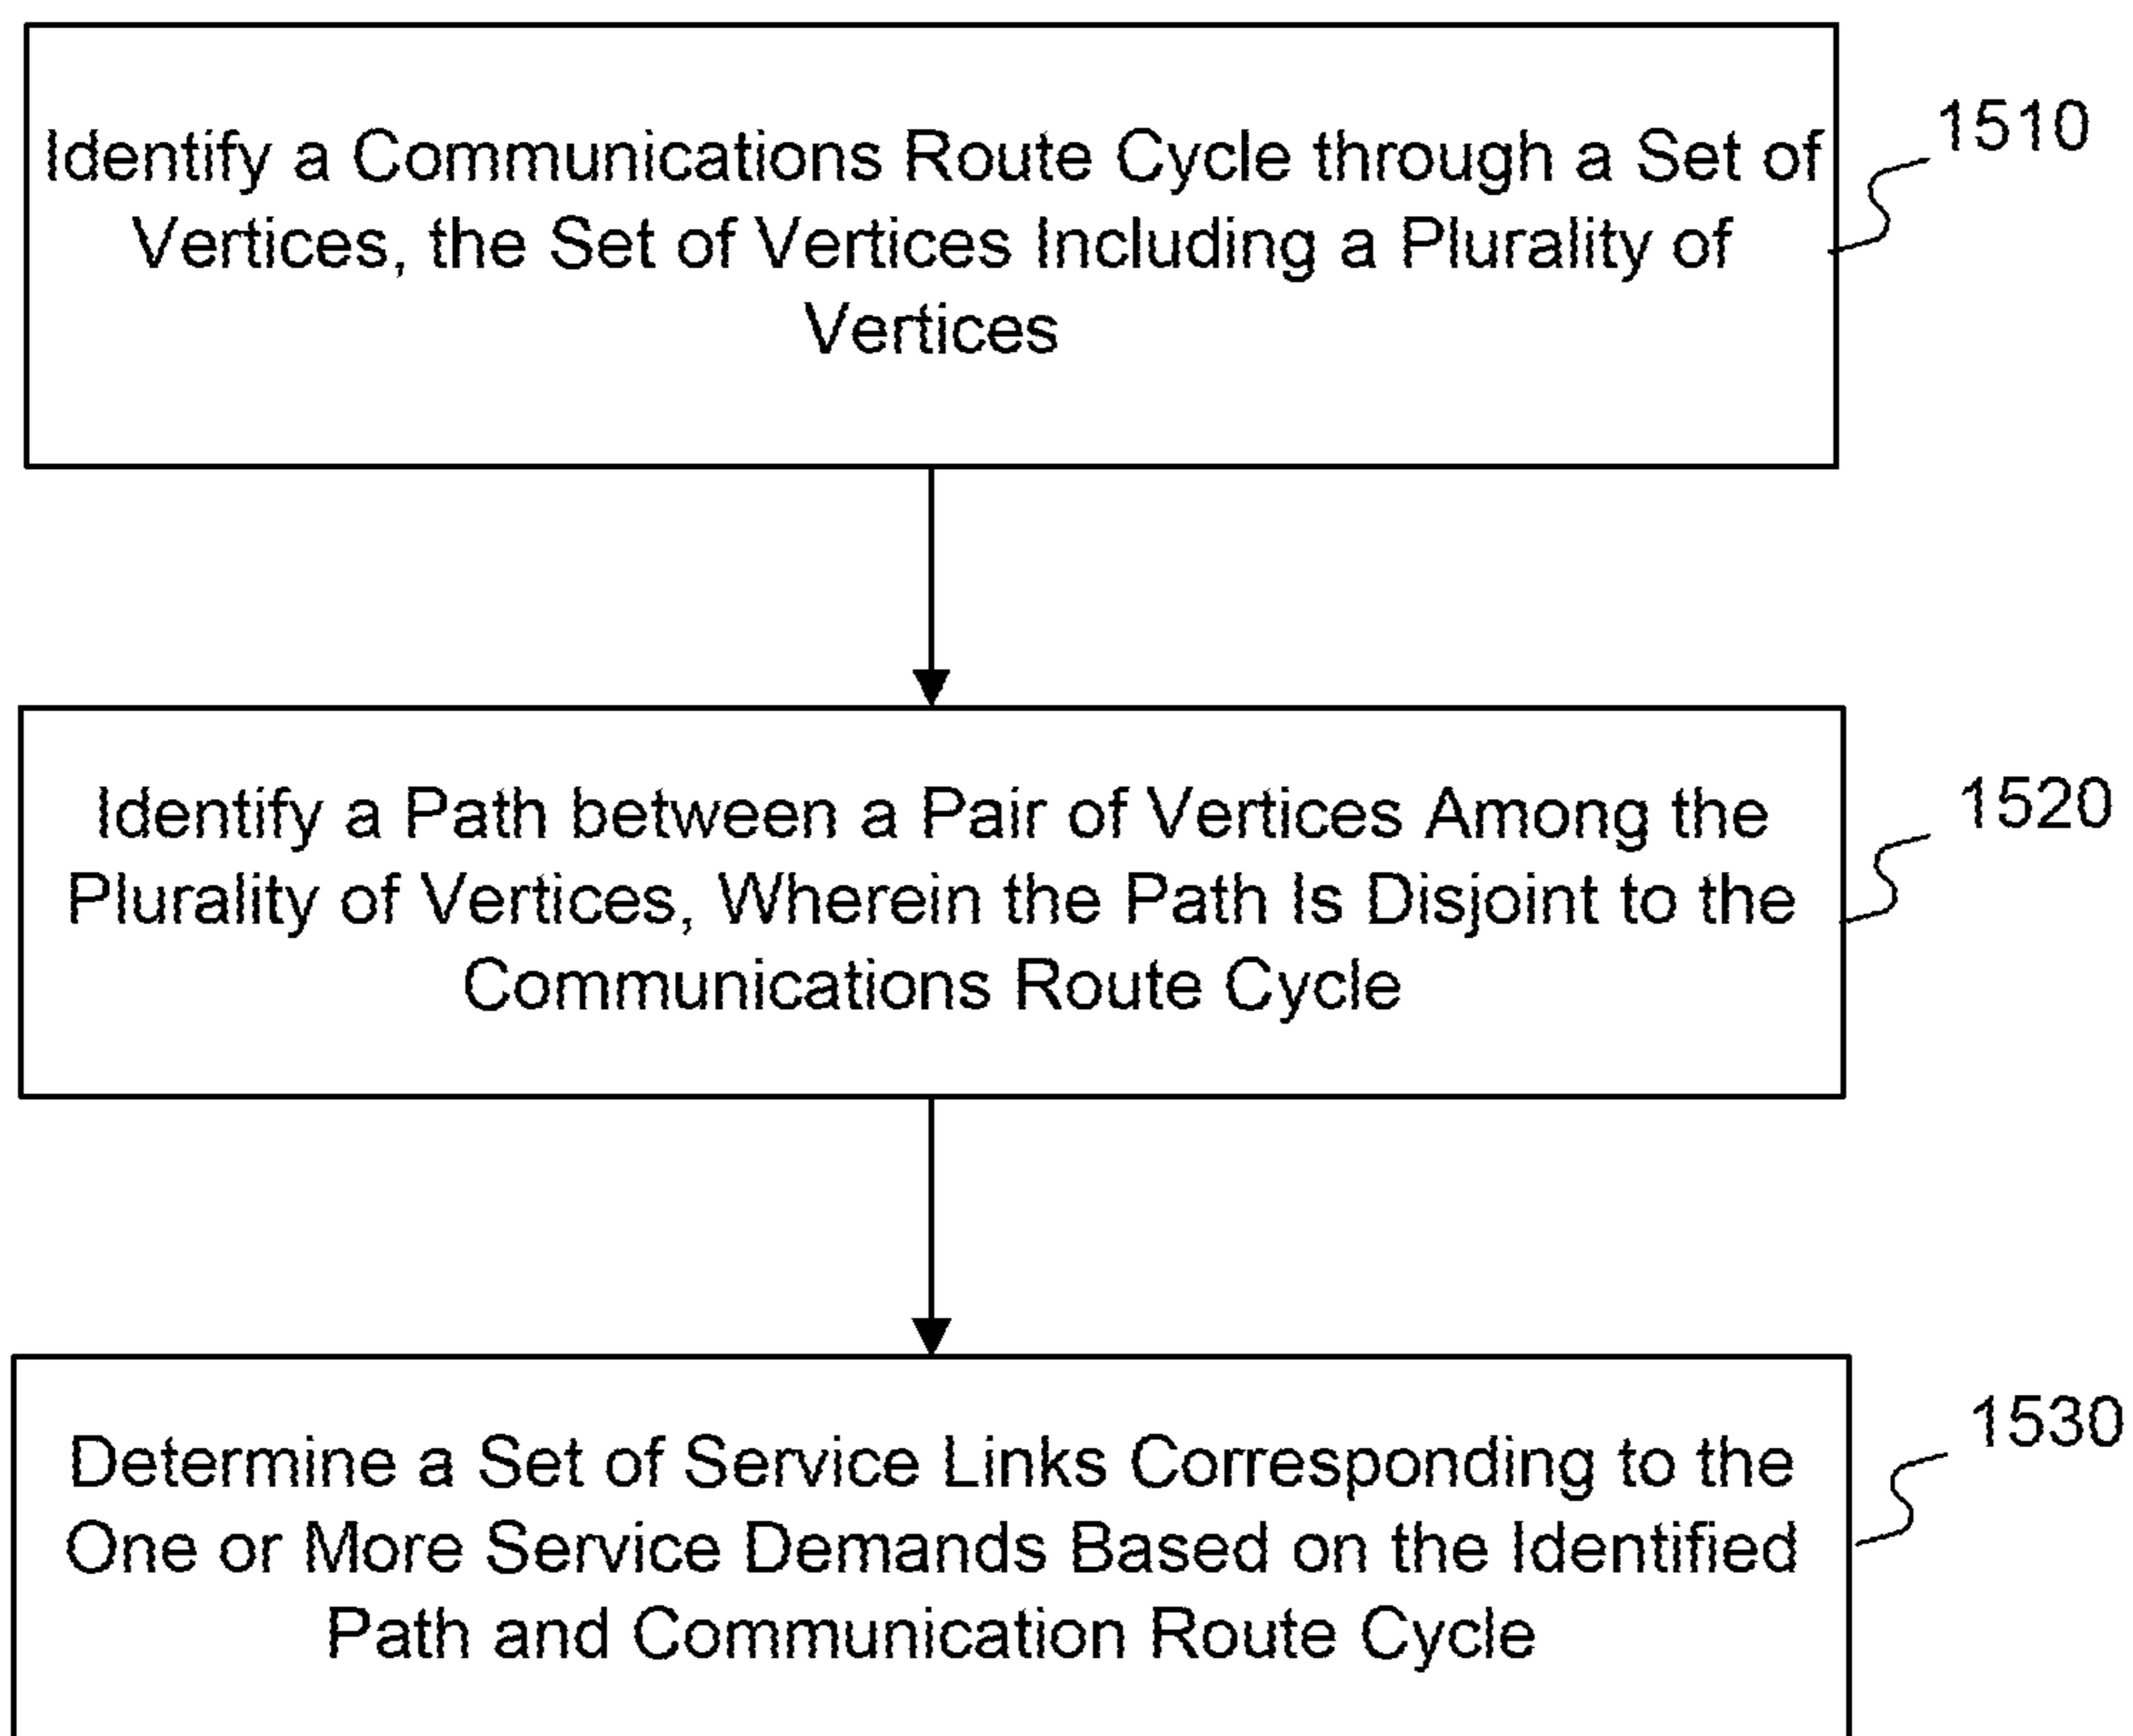 Identify a Communications Route Cycle through a Set of
Vertices, the Set of Vertices Including a Plurality of
Vertices
1510
Identify a Path between a Pair of Vertices Among the
Plurality of Vertices, Wherein the Path Is Disjoint to the
Communications Route Cycle
1520
Determine a Set of Service Links Corresponding to the
One or More Service Demands Based on the Identified
Path and Communication Route Cycle
1530